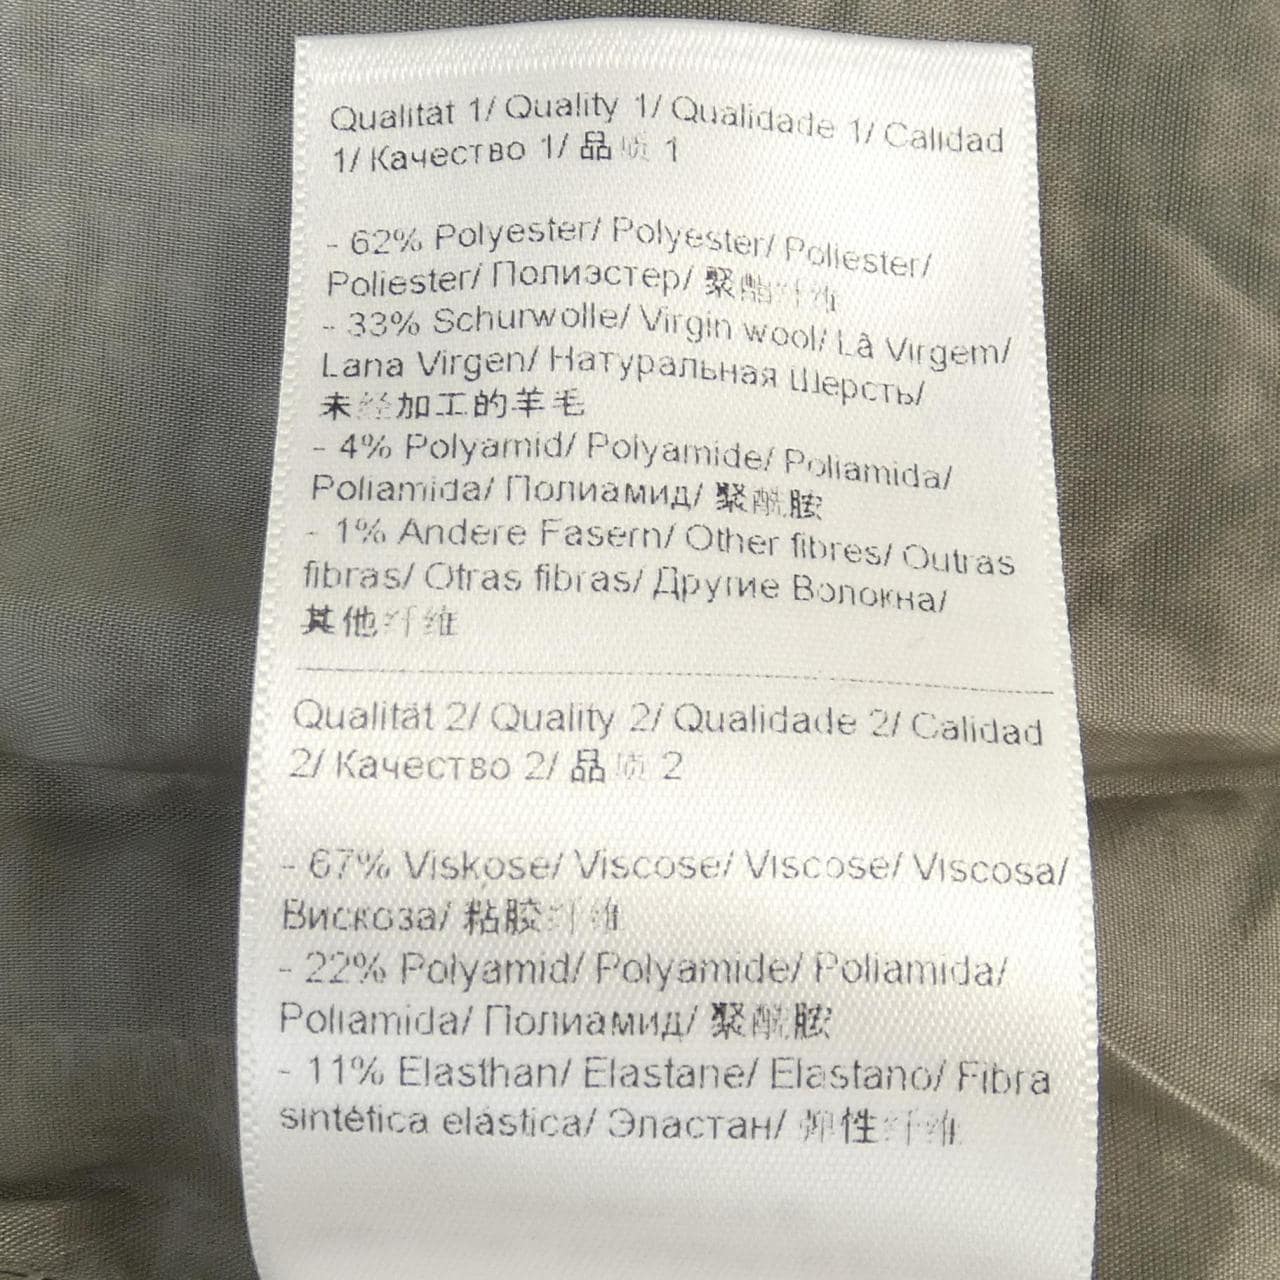 Qualität 1/ Quality 1/ Qualidade 1/ Calidad
1/ Качество 1/ 品质 1
- 62% Polyester/ Polyester/ Poliester/
Poliester/ Полиэстер/ 聚酯纤维
- 33% Schurwolle/ Virgin wool/ Lã Virgem/
Lana Virgen/ Натуральная Шерсть/
未经加工的羊毛
- 4% Polyamid/ Polyamide/ Poliamida/
Poliamida/ Полиамид/ 聚酰胺
- 1% Andere Fasern/ Other fibres/ Outras
fibras/ Otras fibras/ Другие Волокна/
其他纤维
Qualität 2/ Quality 2/ Qualidade 2/ Calidad
2/ Качество 2/ 品质 2
- 67% Viskose/ Viscose/ Viscose/ Viscosa/
Вискоза/ 粘胶纤维
- 22% Polyamid/ Polyamide/ Poliamida/
Poliamida/ Полиамид/ 聚酰胺
- 11% Elasthan/ Elastane/ Elastano/ Fibra
sintética elástica/ Эластан/ 弹性纤维